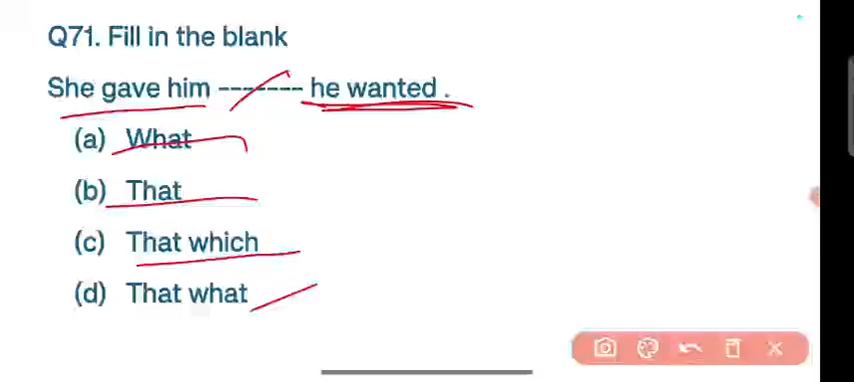 Q71. Fill in the blank
She gave him -------- he wanted .
(a) What
(b) That
(c) That which
(d) That what